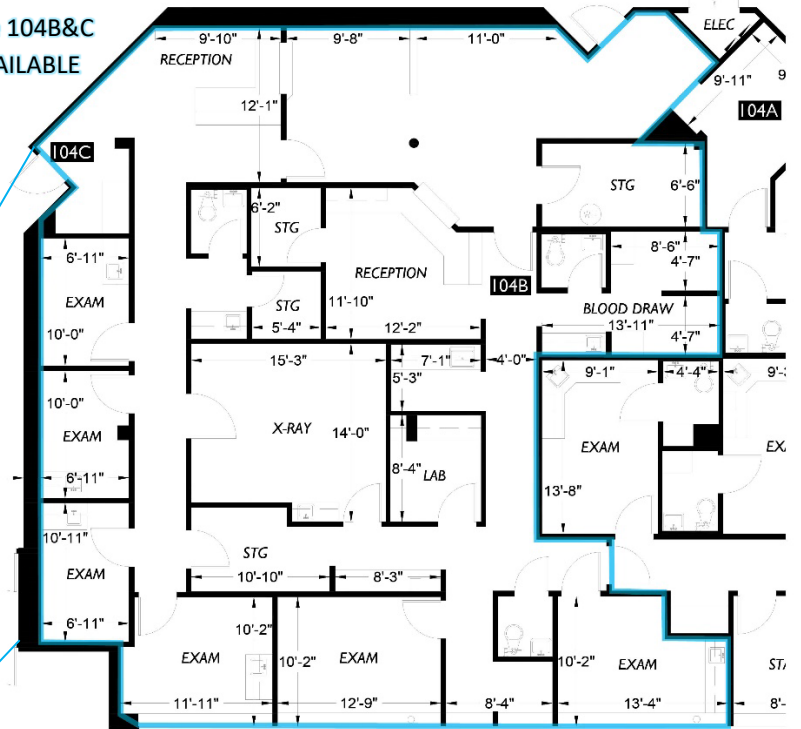 104B&C
AILABLE
9'-10"
9'-8"
11'-0"
ELEC
RECEPTION
9'-11"
12'-1"
104A
104C
STG
6'-6"
6'-2"
STG
8'-6"
6'-11"
4'-7"
RECEPTION
104B
EXAM
11'-10"
STG
BLOOD DRAW
10'-0"
5'-4"
12'-2"
13'-11"
4'-7"
15'-3"
7'-1"
4'-0"
9'-1"
4'-4"
5'-3"
10'-0"
X-RAY
14'-0"
EXAM
8'-4"
LAB
EXAM
6'-11"
13'-8"
10'-11"
STG
EXAM
10'-10"
8'-3"
6'-11"
10'-2"
EXAM
10'-2"
EXAM
10'-2"
EXAM
11'-11"
12'-9"
8'-4"
13'-4"